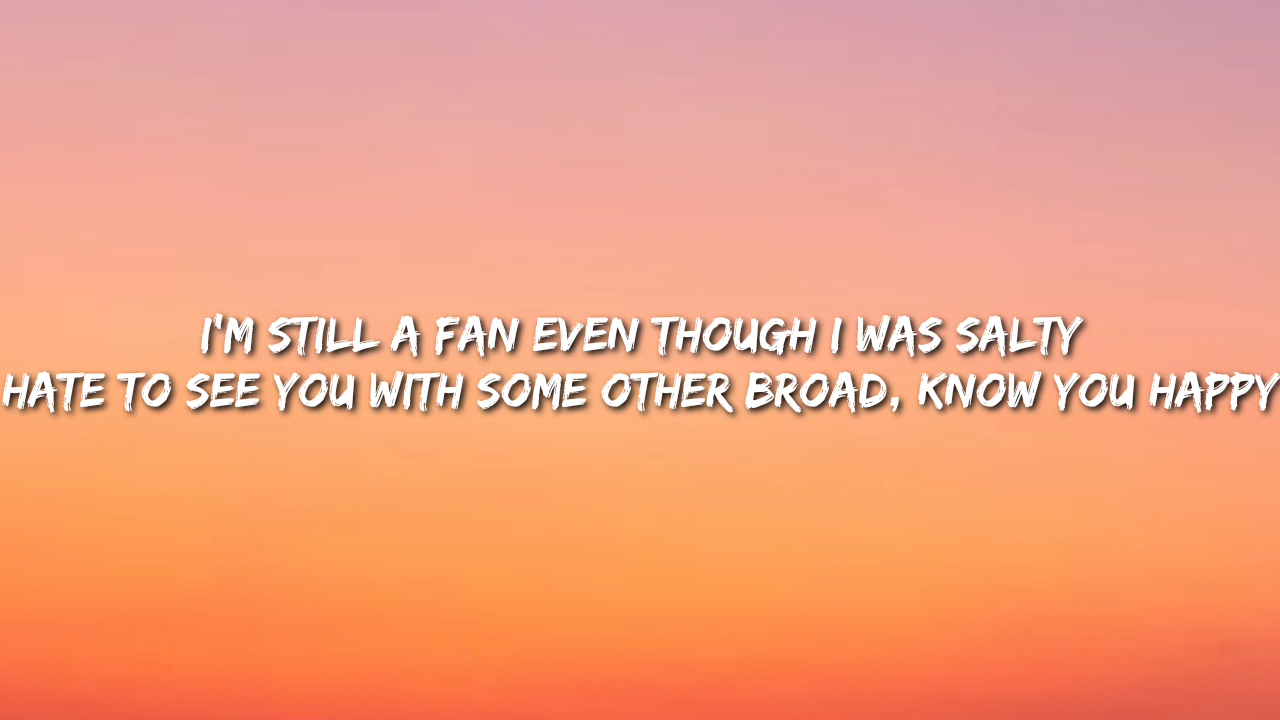 I'M STILL A FAN EVEN THOUGH I WAS SALTY
HATE TO SEE YOU WITH SOME OTHER BROAD, KNOW YOU HAPPY